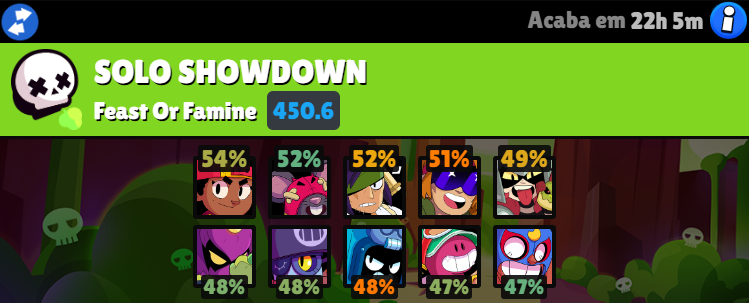 Acaba em 22h 5m
SOLO SHOWDOWN
Feast Or Famine 450.6
54% 52% 52% 51% 49%
48% 48% 48% 47% 47%